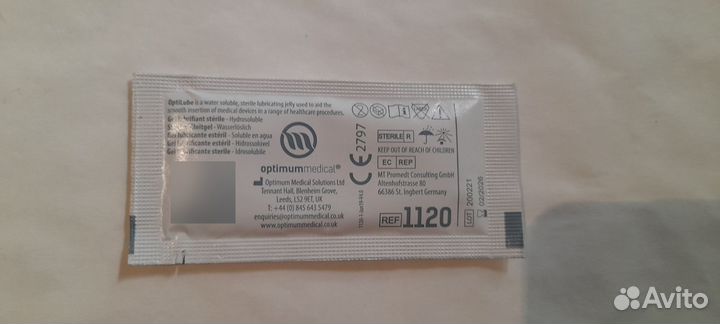 OptiLube is a water soluble, sterile lubricating jelly used to aid the
smooth insertion of medical devices in a range of healthcare procedures.
Gel lubrifiant stérile - Hydrosoluble
Gleitgel - Wasserlöslich
lubricante estéril - Soluble en agua
Gel lubrificante estéril - Hidrossolúvel
Gel lubrificante sterile - Idrosolubile
optimummedical®
Optimum Medical Solutions Ltd
Tennant Hall, Blenheim Grove,
Leeds, LS2 9ET, UK
T: +44 (0) 845 643 5479
enquiries@optimummedical.co.uk
www.optimummedical.co.uk
CE 2797
STERILE R
KEEP OUT OF REACH OF CHILDREN
EC REP
MT Promedt Consulting GmbH
Altenhofstrasse 80
66386 St. Ingbert Germany
REF 1120
LOT 200221
02/2026
Avito